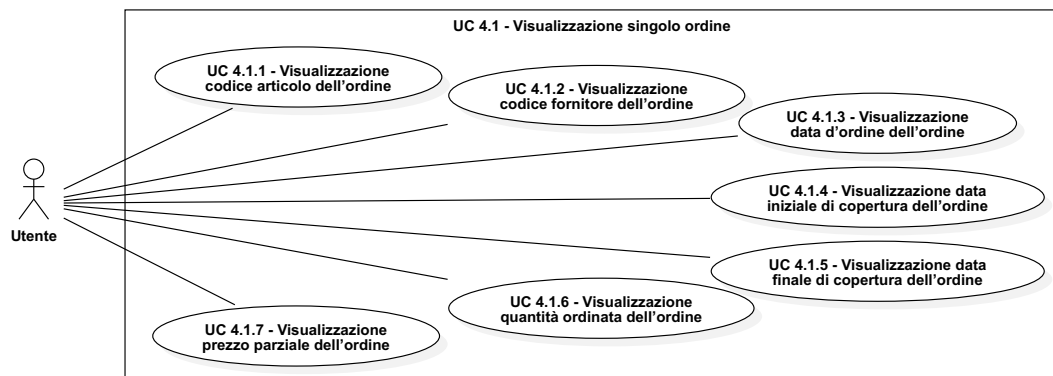 UC 4.1 - Visualizzazione singolo ordine
UC 4.1.1 - Visualizzazione
codice articolo dell'ordine
UC 4.1.2 - Visualizzazione
codice fornitore dell'ordine
UC 4.1.3 - Visualizzazione
data d'ordine dell'ordine
UC 4.1.4 - Visualizzazione data
iniziale di copertura dell'ordine
Utente
UC 4.1.5 - Visualizzazione data
finale di copertura dell'ordine
UC 4.1.6 - Visualizzazione
quantità ordinata dell'ordine
UC 4.1.7 - Visualizzazione
prezzo parziale dell'ordine